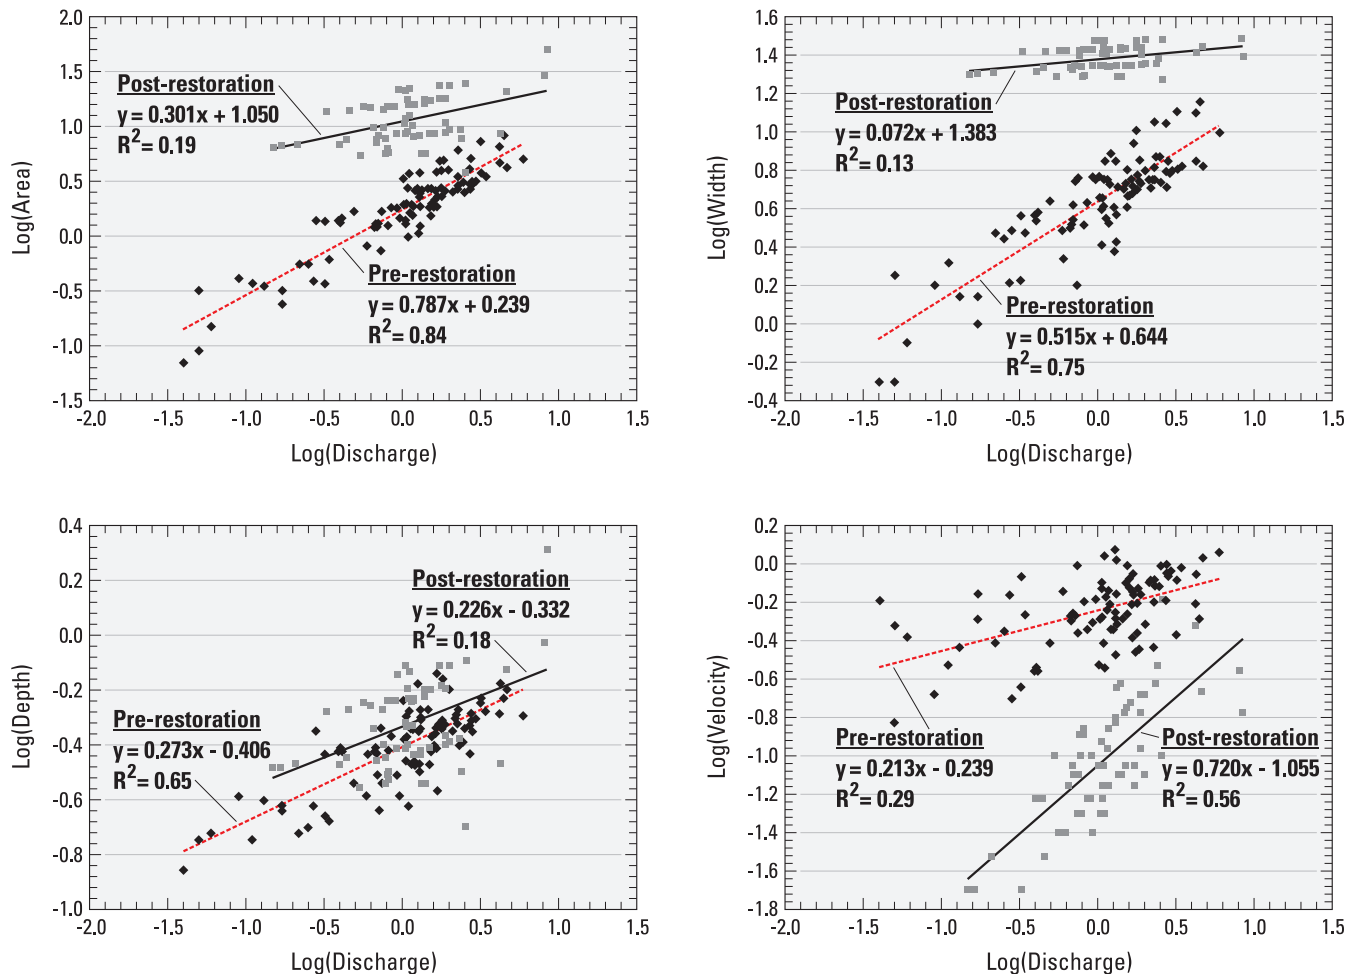 2.0
1.5
1.0
0.5
0.0
-0.5
-1.0
-1.5
Log(Area)
Post-restoration
y = 0.301x + 1.050
R2= 0.19
Pre-restoration
y = 0.787x + 0.239
R2= 0.84
-2.0 -1.5 -1.0 -0.5 0.0 0.5 1.0 1.5
Log(Discharge)
1.6
1.4
1.2
1.0
0.8
0.6
0.4
0.2
0.0
-0.2
-0.4
Log(Width)
Post-restoration
y = 0.072x + 1.383
R2 = 0.13
Pre-restoration
y = 0.515x + 0.644
R2 = 0.75
-2.0 -1.5 -1.0 -0.5 0.0 0.5 1.0 1.5
Log(Discharge)
0.4
0.2
0.0
-0.2
-0.4
-0.6
-0.8
-1.0
Log(Depth)
Post-restoration
y = 0.226x - 0.332
R2 = 0.18
Pre-restoration
y = 0.273x - 0.406
R2 = 0.65
-2.0 -1.5 -1.0 -0.5 0.0 0.5 1.0 1.5
Log(Discharge)
0.2
0.0
-0.2
-0.4
-0.6
-0.8
-1.0
-1.2
-1.4
-1.6
-1.8
Log(Velocity)
Pre-restoration
y = 0.213x - 0.239
R2 = 0.29
Post-restoration
y = 0.720x - 1.055
R2 = 0.56
-2.0 -1.5 -1.0 -0.5 0.0 0.5 1.0 1.5
Log(Discharge)